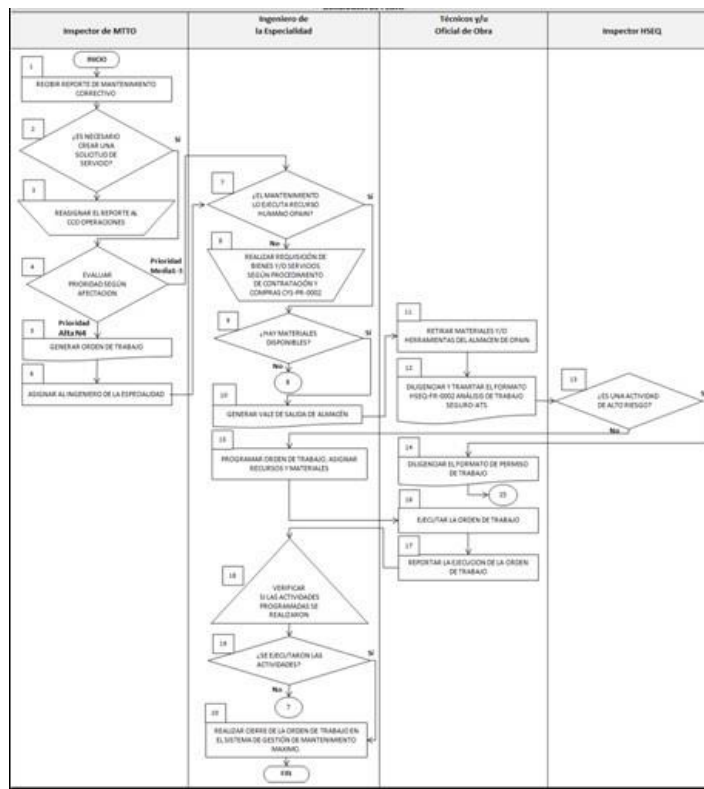 Inspector de MTTO
Ingeniero de
la Especialidad
Técnicos y/u
Oficial de Obra
Inspector HSEQ
INICIO
1
RECIBIR REPORTE DE MANTENIMIENTO
CORRECTIVO
2
¿ES NECESARIO
CREAR UNA
SOLICITUD DE
SERVICIO?
Sí
3
REASIGNAR EL REPORTE AL
CCO OPERACIONES
4
EVALUAR
PRIORIDAD SEGÚN
AFECTACION
Prioridad
Media1-3
Prioridad
Alta N4
5
GENERAR ORDEN DE TRABAJO
6
ASIGNAR AL INGENIERO DE LA ESPECIALIDAD
7
¿EL MANTENIMIENTO
LO EJECUTA RECURSO
HUMANO OPAIN?
Sí
No
8
REALIZAR REQUISICIÓN DE
BIENES Y/O SERVICIOS
SEGÚN PROCEDIMIENTO
DE CONTRATACIÓN Y
COMPRAS CYS-PR-0002
9
¿HAY MATERIALES
DISPONIBLES?
Sí
No
8
10
GENERAR VALE DE SALIDA DE ALMACÉN
11
RETIRAR MATERIALES Y/O
HERRAMIENTAS DEL ALMACEN DE OPAIN
12
DILIGENCIAR Y TRAMITAR EL FORMATO
HSEQ-FR-0002 ANÁLISIS DE TRABAJO
SEGURO ATS.
13
¿ES UNA ACTIVIDAD
DE ALTO RIESGO?
No
15
PROGRAMAR ORDEN DE TRABAJO, ASIGNAR
RECURSOS Y MATERIALES
14
DILIGENCIAR EL FORMATO DE PERMISO
DE TRABAJO
15
16
EJECUTAR LA ORDEN DE TRABAJO
17
REPORTAR LA EJECUCION DE LA ORDEN
DE TRABAJO
18
VERIFICAR
SI LAS ACTIVIDADES
PROGRAMADAS SE
REALIZARON
19
¿SE EJECUTARON LAS
ACTIVIDADES?
Sí
No
7
20
REALIZAR CIERRE DE LA ORDEN DE TRABAJO EN
EL SISTEMA DE GESTIÓN DE MANTENIMIENTO
MAXIMO.
FIN